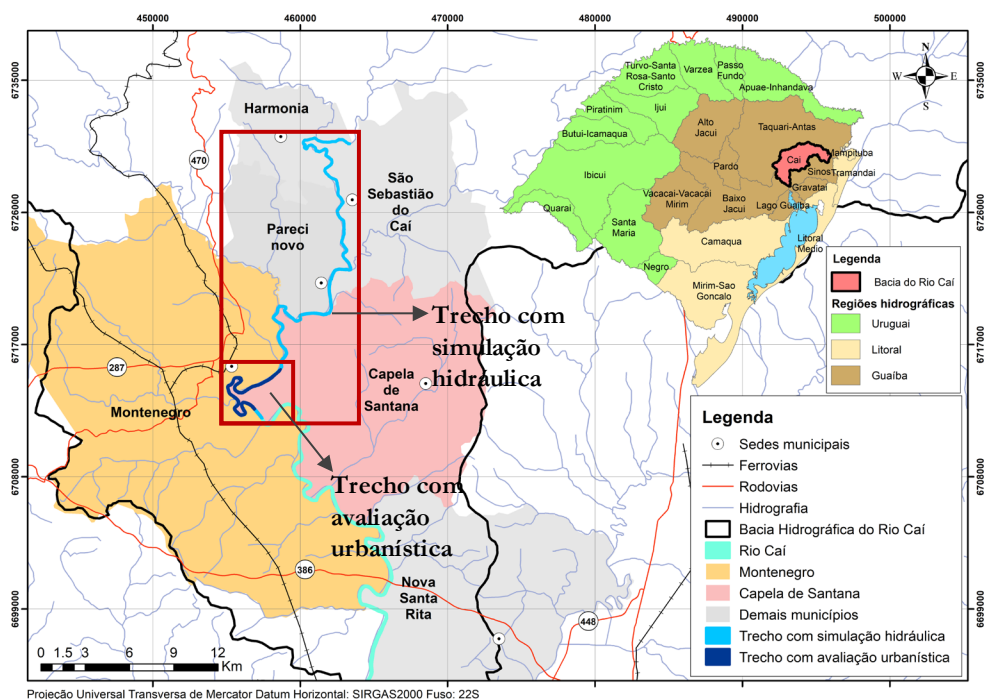 450000
460000
470000
480000
490000
500000
6735000
6726000
6717000
6708000
6699000
6735000
6726000
6717000
6708000
6699000
N
W
E
S
Harmonia
470
São
Sebastião
do
Caí
Pareci
novo
287
Montenegro
Capela
de
Santana
386
Nova
Santa
Rita
448
Trecho com
simulação
hidráulica
Trecho com
avaliação
urbanística
Turvo-Santa
Rosa-Santo
Cristo
Varzea
Passo
Fundo
Apuae-Inhandava
Piratinim
Ijui
Butui-Icamaqua
Alto
Jacui
Taquari-Antas
Ibicui
Pardo
Cai
Mampituba
Sinos
Tramandai
Gravatai
Quarai
Vacacai-Vacacai
Mirim
Baixo
Jacui
Lago Guaiba
Santa
Maria
Camaqua
Litoral
Medio
Negro
Mirim-Sao
Goncalo
Legenda
Bacia do Rio Caí
Regiões hidrográficas
Uruguai
Litoral
Guaíba
Legenda
Sedes municipais
Ferrovias
Rodovias
Hidrografia
Bacia Hidrográfica do Rio Caí
Rio Caí
Montenegro
Capela de Santana
Demais municípios
Trecho com simulação hidráulica
Trecho com avaliação urbanística
0 1.5 3 6 9 12
Km
Projeção Universal Transversa de Mercator Datum Horizontal: SIRGAS2000 Fuso: 22S